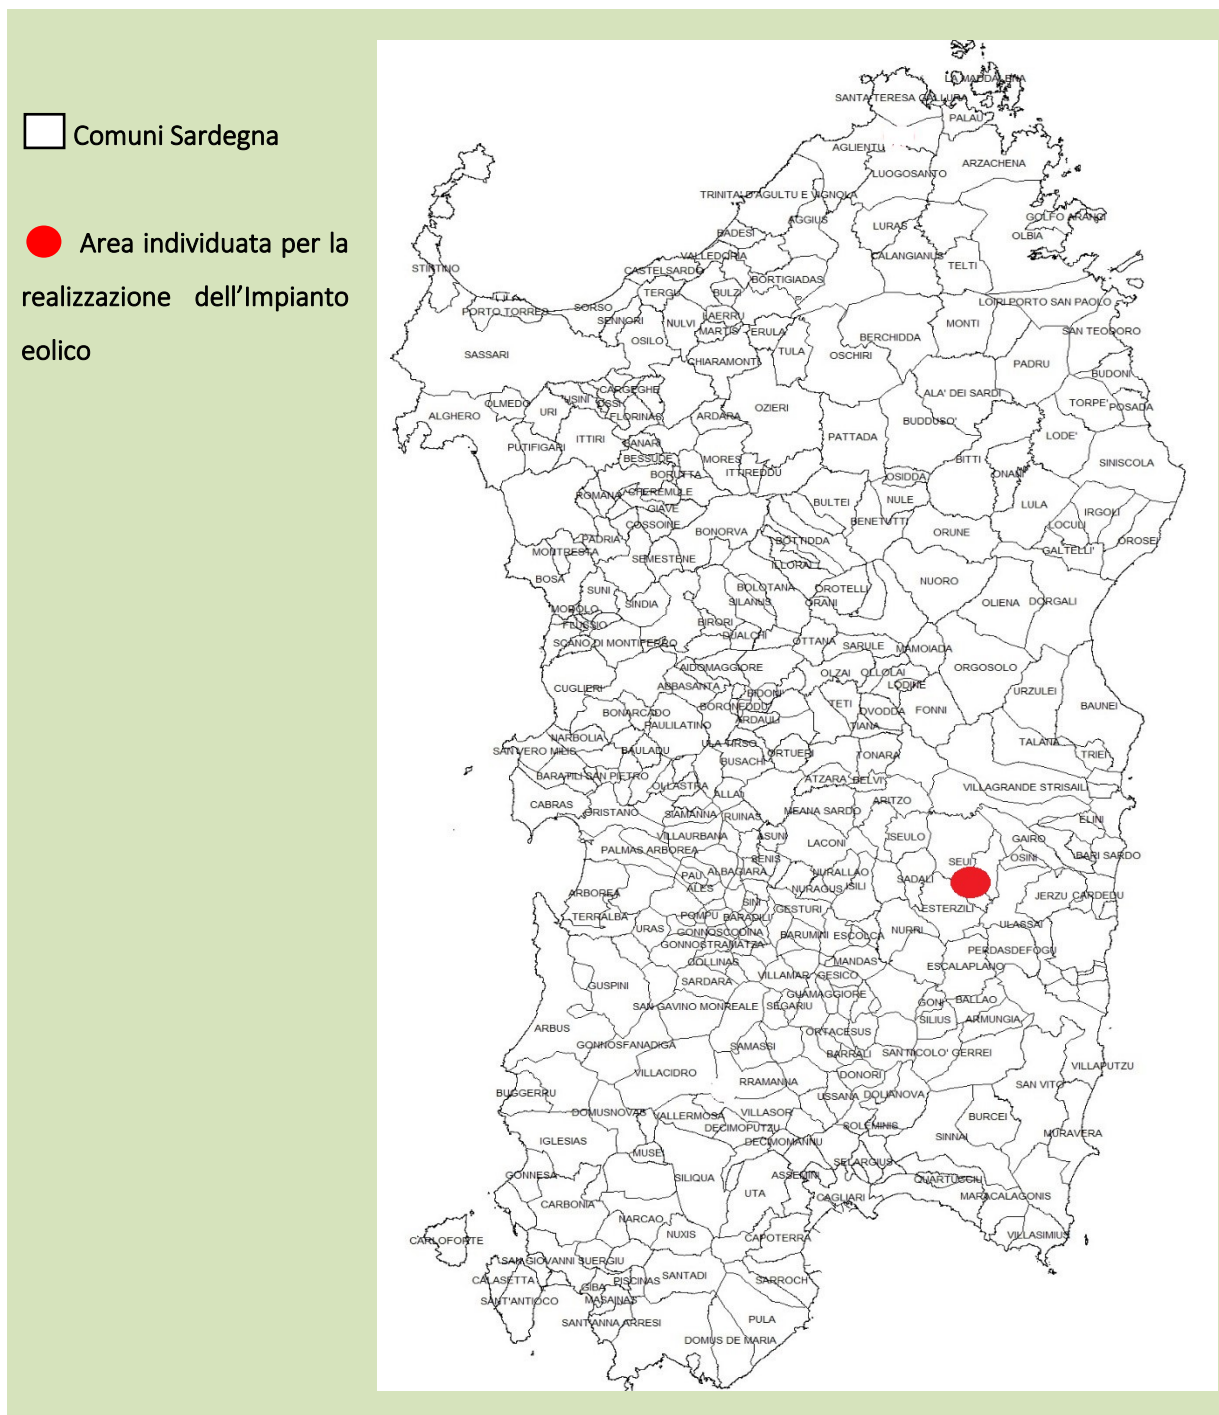 Comuni Sardegna
Area individuata per la
realizzazione dell’Impianto
eolico
LA MADDALENA
SANTA TERESA GALLURA
PALAU
AGLIENTU
ARZACHENA
LUOGOSANTO
TRINITA' D'AGULTU E VIGNOLA
AGGIUS
GOLFO ARANCI
LURAS
BADESI
OLBIA
VALLEDORIA
CALANGIANUS
TELTI
STINTINO
CASTELSARDO
BORTIGIADAS
TERGU
BULZI
LOIRI PORTO SAN PAOLO
PORTO TORRES
SORSO
SENNORI
LAERRU
NULVI
MARTIS
ERULA
MONTI
SAN TEODORO
OSILO
BERCHIDDA
SASSARI
TULA
OSCHIRI
CHIARAMONTI
PADRU
BUDONI
CARGEGHE
ALA' DEI SARDI
OLMEDO
USINI
OSSI
TORPE'
POSADA
ALGHERO
URI
FLORINAS
ARDARA
OZIERI
BUDDUSO'
ITTIRI
BANARI
PATTADA
LODE'
PUTIFIGARI
BESSUDE
MORES
BITTI
SINISCOLA
BORUTTA
ITTIREDDU
OSIDDA
ONANI
ROMANA
CHEREMULE
BULTEI
NULE
LULA
GIAVE
IRGOLI
COSSOINE
BENETUTTI
LOCULI
BONORVA
ORUNE
PADRIA
BOTTIDDA
OROSEI
MONTRESTA
SEMESTENE
GALTELLI'
ILLORAI
BOSA
NUORO
SUNI
BOLOTANA
OROTELLI
SINDIA
SILANUS
ORANI
OLIENA
DORGALI
MODOLO
FLUSSIO
BIRORI
DUALCHI
SCANO DI MONTIFERRO
OTTANA
SARULE
MAMOIADA
AIDOMAGGIORE
ORGOSOLO
OLZAI
OLLOLAI
CUGLIERI
ABBASANTA
BIDONI
LODINE
URZULEI
BORONEDDU
TETI
BAUNEI
BONARCADO
OVODDA
FONNI
PAULILATINO
ARDAULI
TIANA
NARBOLIA
ULA TIRSO
TALANA
SAN VERO MILIS
BAULADU
ORTUERI
TONARA
TRIEI
BUSACHI
BARATILI SAN PIETRO
ATZARA
BELVI
OLLASTRA
VILLAGRANDE STRISAILI
ALLAI
CABRAS
ARITZO
ORISTANO
SIAMANNA
RUINAS
MEANA SARDO
ELINI
VILLAURBANA
ASUNI
LACONI
ISEULO
GAIRO
PALMAS ARBOREA
SENIS
OSINI
BARI SARDO
SEUI
ALBAGIARA
NURALLAO
PAU
SADALI
ALES
NURAGUS
ISILI
ARBOREA
JERZU
CARDEDU
SINI
GESTURI
ESTERZILI
TERRALBA
POMPU
BARADILI
URAS
ULASSAI
GONNOSCODINA
BARUMINI
ESCOLCA
NURRI
GONNOSTRAMATZA
PERDASDEFOGU
COLLINAS
MANDAS
ESCALAPLANO
SARDARA
VILLAMAR
GESICO
GUSPINI
GUAMAGGIORE
SAN GAVINO MONREALE
SEGARIU
GONI
BALLAO
SILIUS
ARMUNGIA
ARBUS
ORTACESUS
GONNOSFANADIGA
SAMASSI
BARRALI
SAN NICOLO' GERREI
VILLACIDRO
DONORI
VILLAPUTZU
RRAMANNA
SAN VITO
BUGGERRU
USSANA
DOLIANOVA
DOMUSNOVAS
VALLERMOSA
VILLASOR
BURCEI
DECIMOPUTZU
SOLEMINIS
IGLESIAS
DECIMOMANNU
SINNAI
MURAVERA
MUSEI
SELARGIUS
GONNESA
SILIQUA
ASSEMINI
QUARTUCCIU
UTA
CAGLIARI
MARACALAGONIS
CARBONIA
NARCAO
NUXIS
CAPOTERRA
VILLASIMIUS
CARLOFORTE
SAN GIOVANNI SUERGIU
CALASETTA
SANTADI
PISCINAS
SARROCH
GIBA
SANT'ANTIOCO
MASAINAS
SANT'ANNA ARRESI
PULA
DOMUS DE MARIA